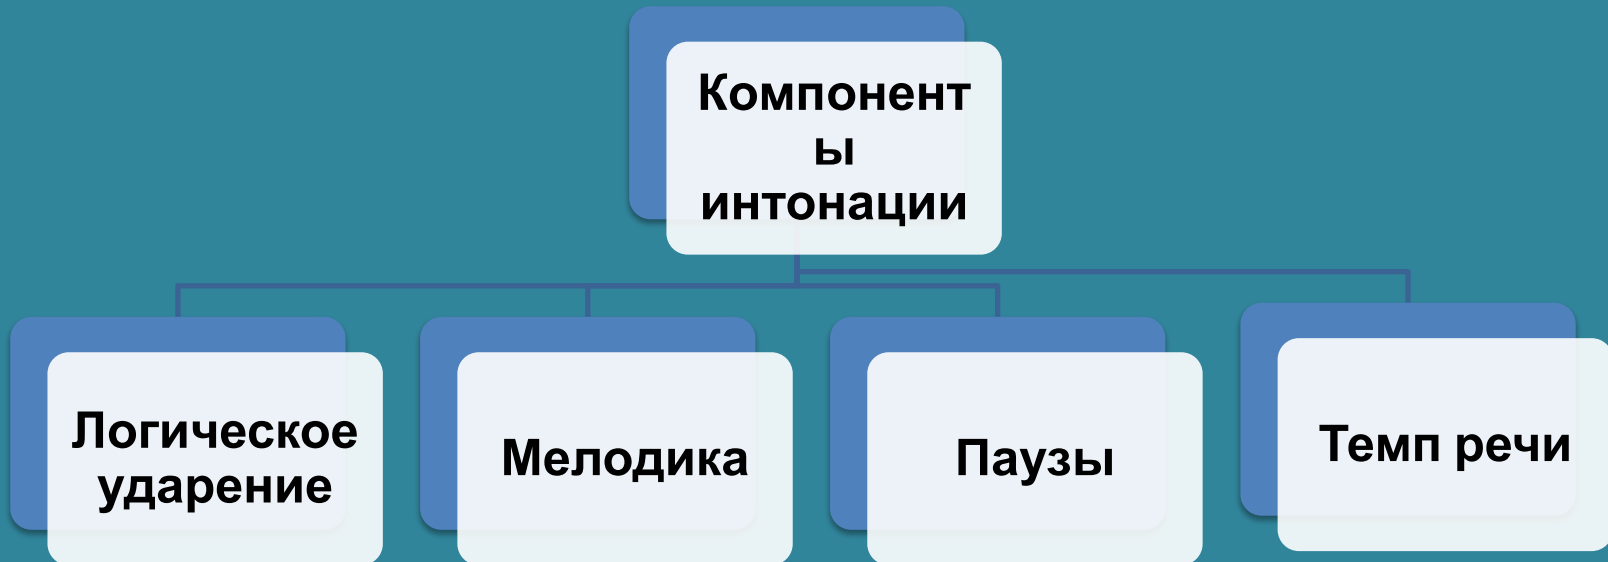 Компонент
ы
интонации
Логическое
ударение
Мелодика
Паузы
Темп речи